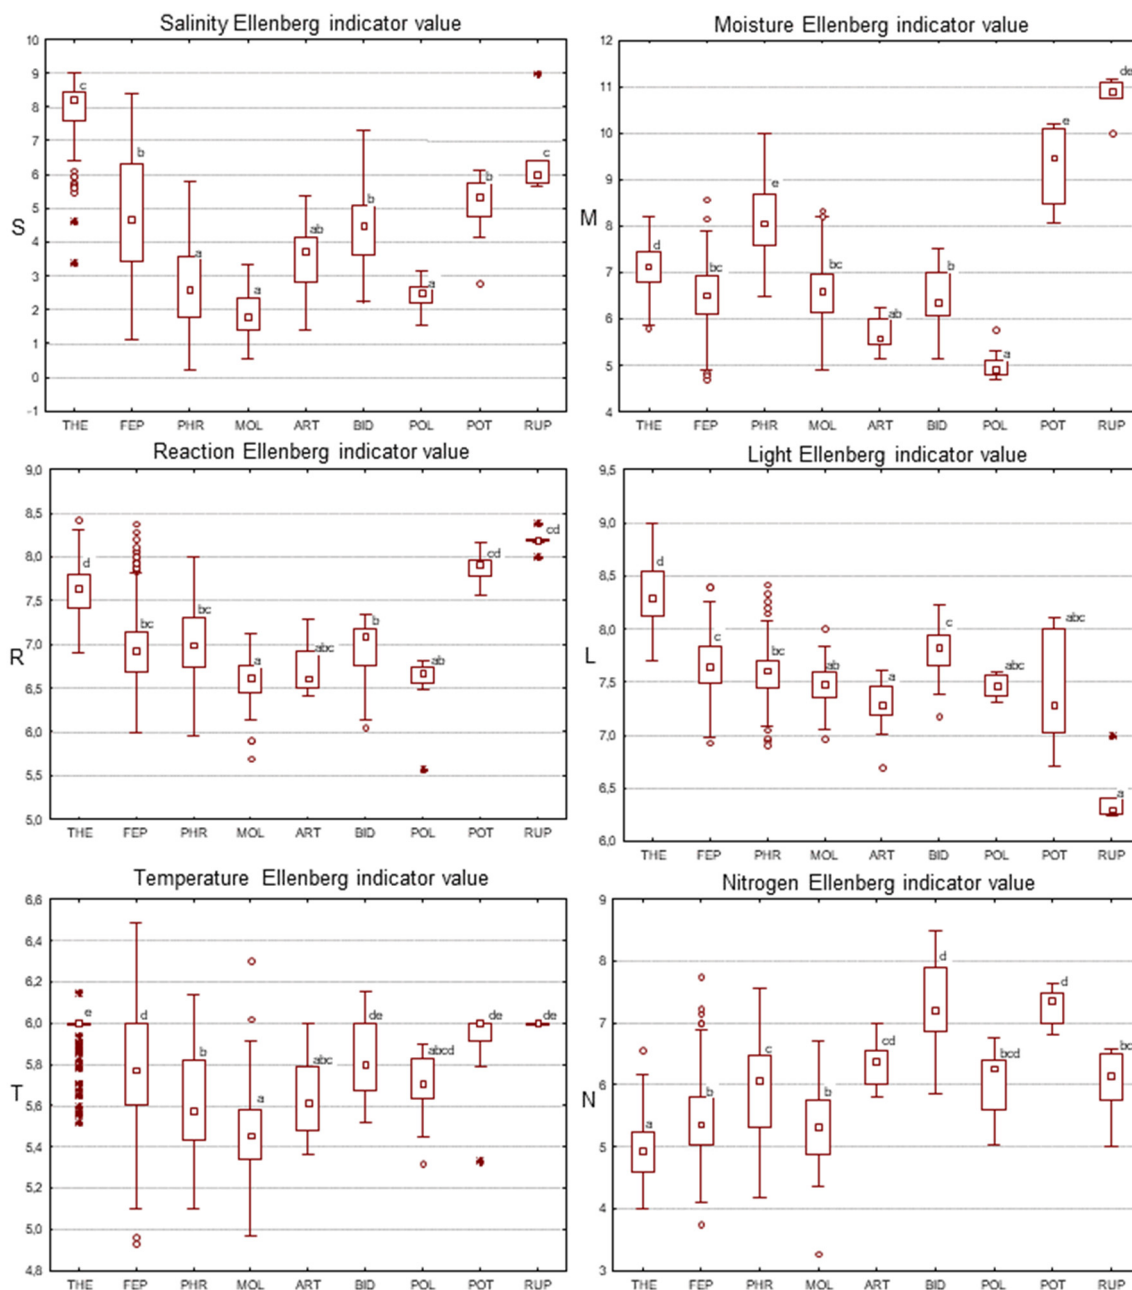 Salinity Ellenberg indicator value
10
9
8
7
6
5
4
3
2
1
0
-1
S
c b a a ab b a b c
THE FEP PHR MOL ART BID POL POT RUP
Moisture Ellenberg indicator value
12
11
10
9
8
7
6
5
4
M
d bc e bc ab b a e de
THE FEP PHR MOL ART BID POL POT RUP
Reaction Ellenberg indicator value
9,0
8,5
8,0
7,5
7,0
6,5
6,0
5,5
5,0
R
d bc bc a abc b ab cd cd
THE FEP PHR MOL ART BID POL POT RUP
Light Ellenberg indicator value
9,5
9,0
8,5
8,0
7,5
7,0
6,5
6,0
L
d c bc ab a c abc abc a
THE FEP PHR MOL ART BID POL POT RUP
Temperature Ellenberg indicator value
6,6
6,4
6,2
6,0
5,8
5,6
5,4
5,2
5,0
4,8
T
e d b a abc de abcd de de
THE FEP PHR MOL ART BID POL POT RUP
Nitrogen Ellenberg indicator value
9
8
7
6
5
4
3
N
a b c b cd d bcd d
THE FEP PHR MOL ART BID POL POT RUP